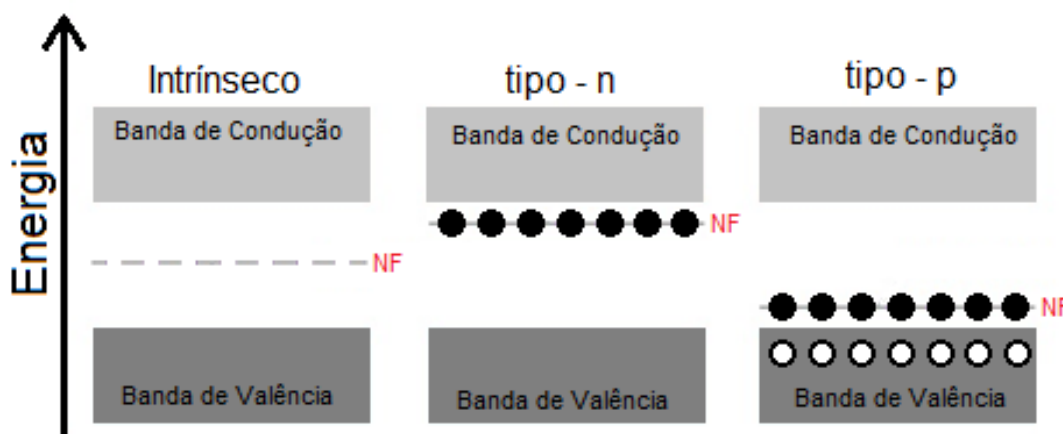 Energia
Intrínseco
tipo - n
tipo - p
Banda de Condução
Banda de Condução
Banda de Condução
NF
NF
NF
Banda de Valência
Banda de Valência
Banda de Valência